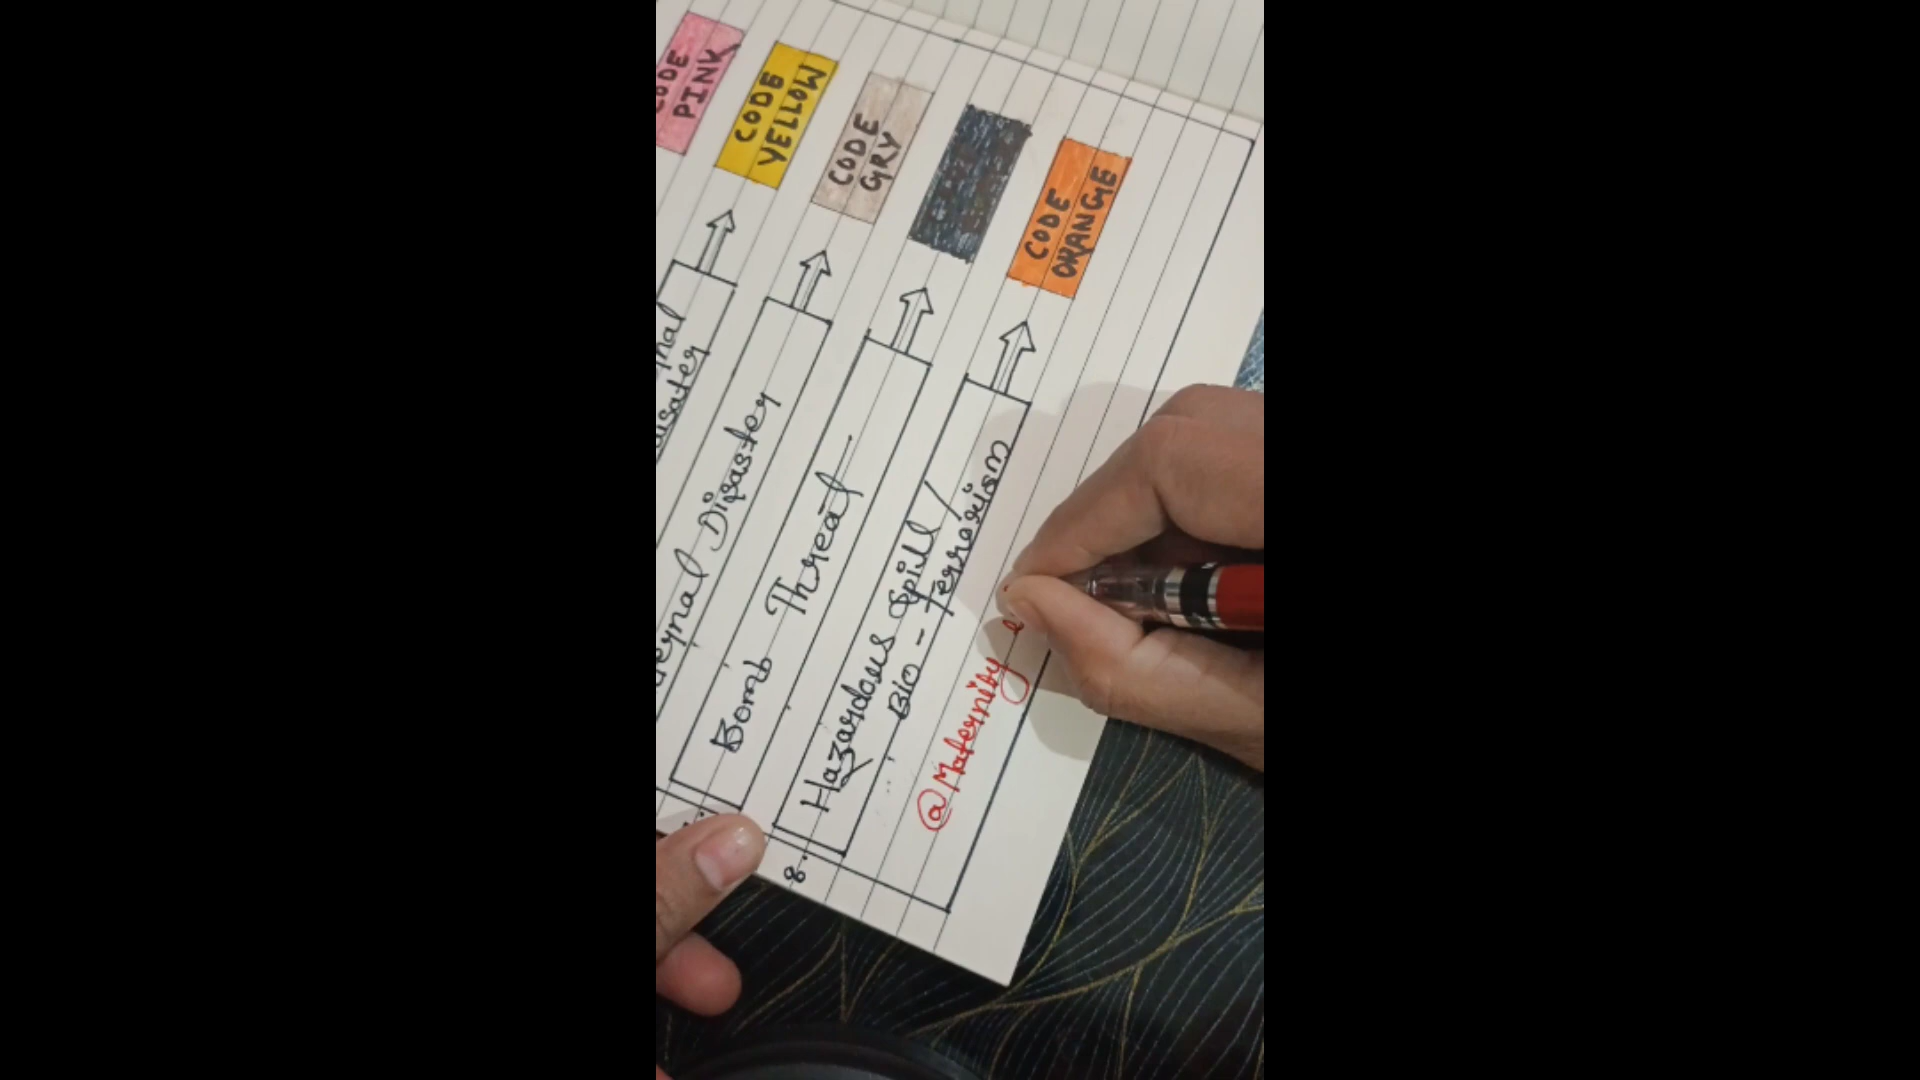 CODE
PINK
CODE
YELLOW
Disaster
CODE
GRY
Bomb Threat
Hazardous Spill /
Bio - Terrorism
CODE
ORANGE
8.
@Maternity